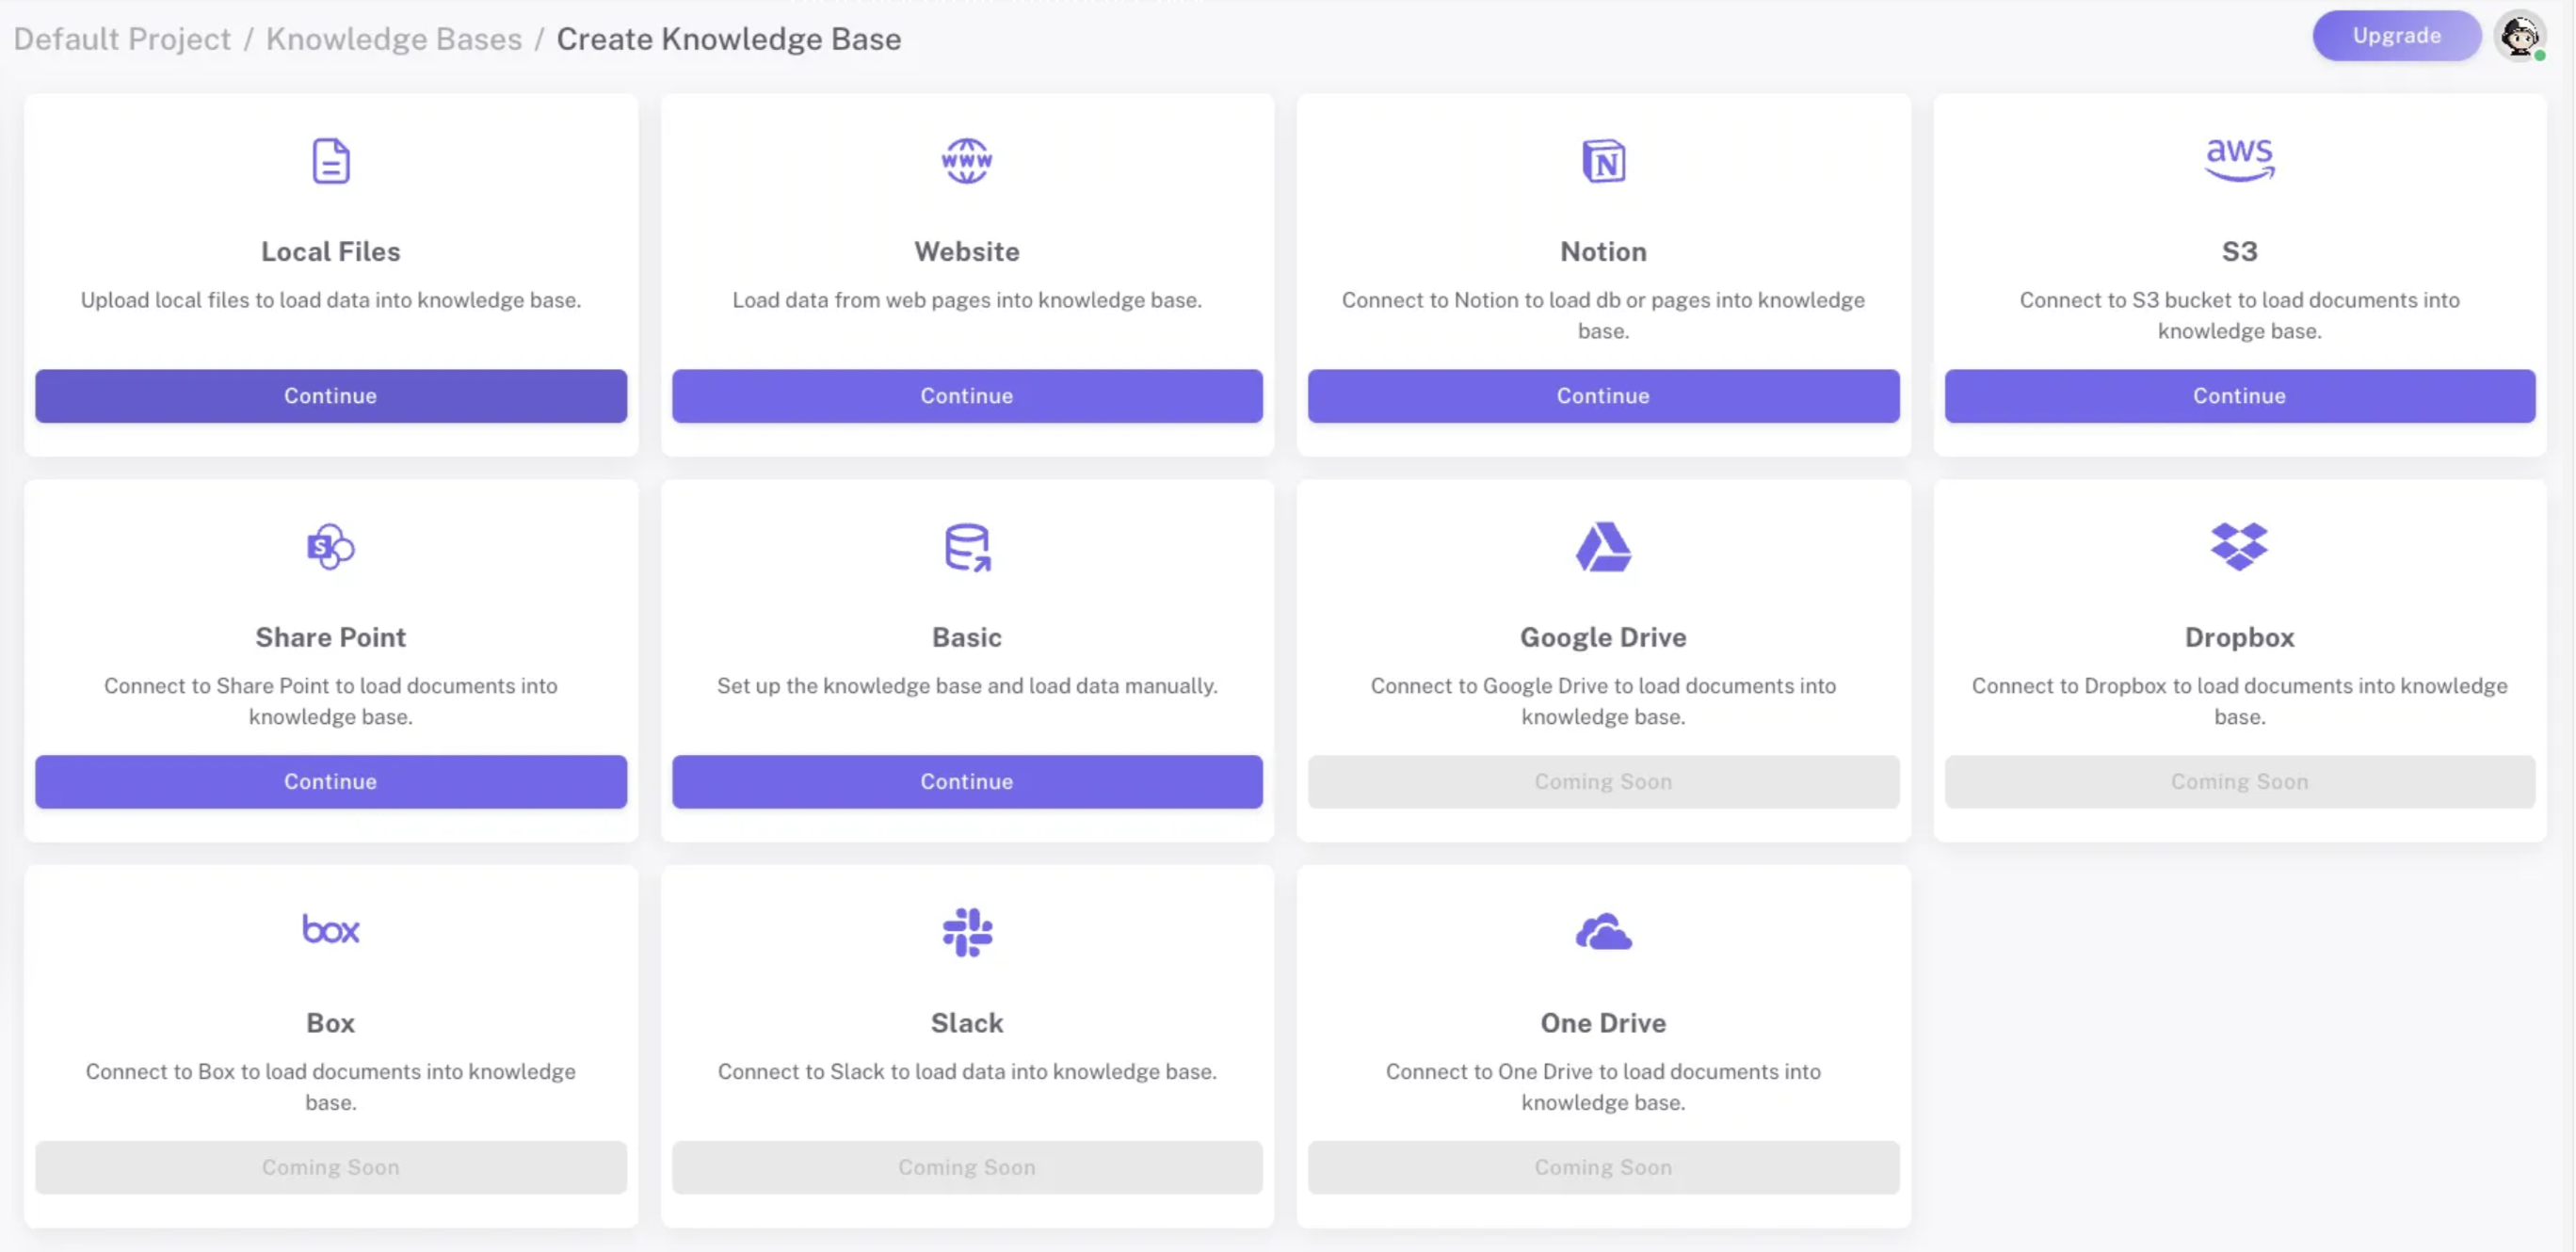 Default Project / Knowledge Bases / Create Knowledge Base
Upgrade
www
N
aws
Local Files
Website
Notion
S3
Upload local files to load data into knowledge base.
Load data from web pages into knowledge base.
Connect to Notion to load db or pages into knowledge
base.
Connect to S3 bucket to load documents into
knowledge base.
Continue
Continue
Continue
Continue
S
Share Point
Basic
Google Drive
Dropbox
Connect to Share Point to load documents into
knowledge base.
Set up the knowledge base and load data manually.
Connect to Google Drive to load documents into
knowledge base.
Connect to Dropbox to load documents into knowledge
base.
Continue
Continue
Coming Soon
Coming Soon
box
Box
Slack
One Drive
Connect to Box to load documents into knowledge
base.
Connect to Slack to load data into knowledge base.
Connect to One Drive to load documents into
knowledge base.
Coming Soon
Coming Soon
Coming Soon